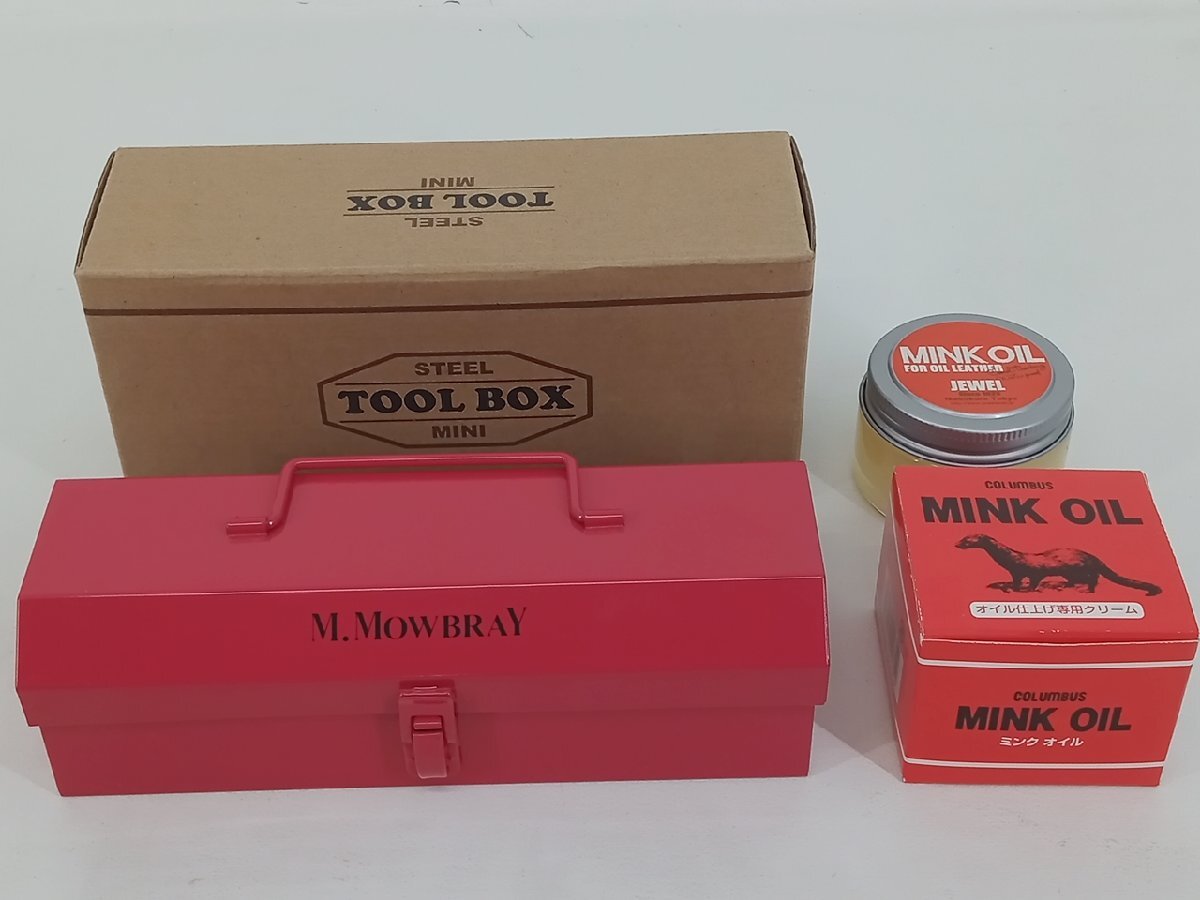 STEEL
TOOL BOX
MINI
STEEL
TOOL BOX
MINI
M.MOWBRAY
MINK OIL
FOR OIL LEATHER
JEWEL
Since 1931
COLUMBUS
MINK OIL
オイル仕上げ専用クリーム
COLUMBUS
MINK OIL
ミンク オイル